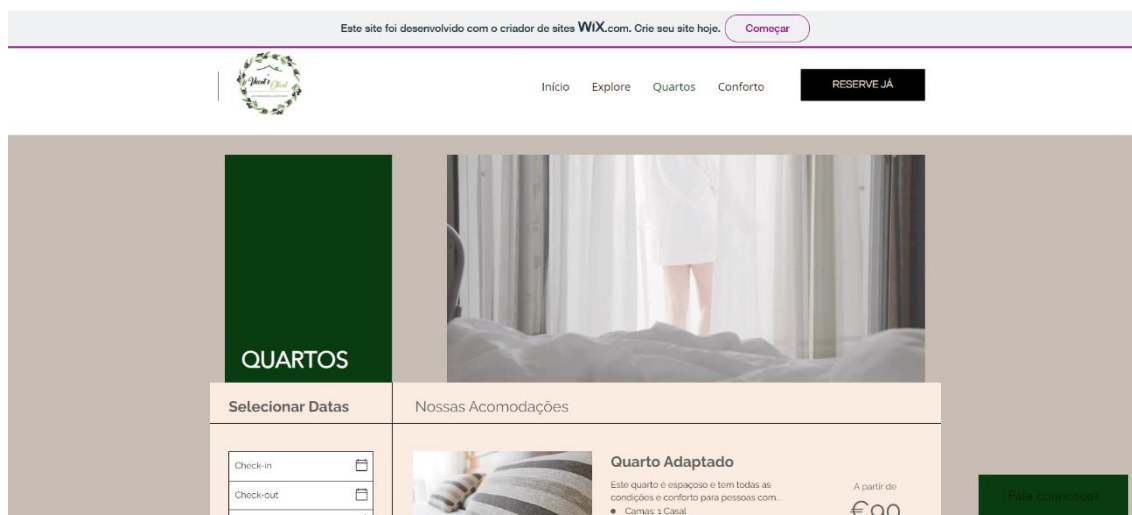 Este site foi desenvolvido com o criador de sites WiX.com. Crie seu site hoje.
Começar
Início
Explore
Quartos
Conforto
RESERVE JÁ
QUARTOS
Selecionar Datas
Nossas Acomodações
Check-in
Check-out
Quarto Adaptado
Este quarto é espaçoso e tem todas as
condições e conforto para pessoas com...
• Camas: 1 Casal
A partir de
€90
Fale connosco!